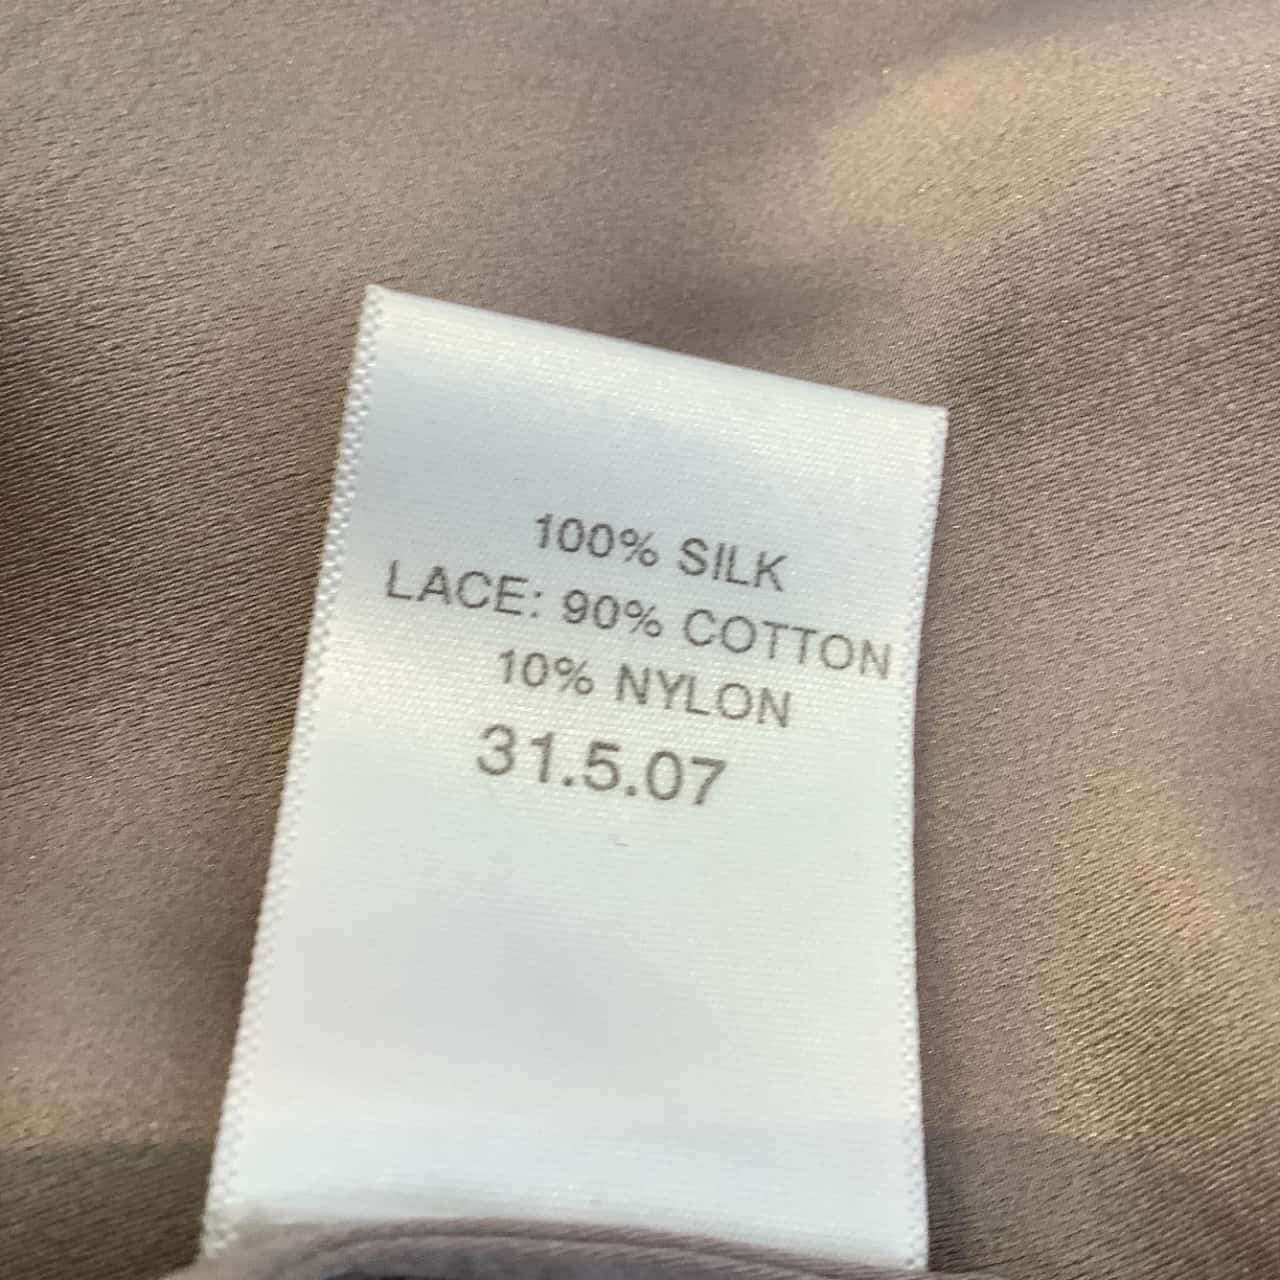 100% SILK
LACE: 90% COTTON
10% NYLON
31.5.07